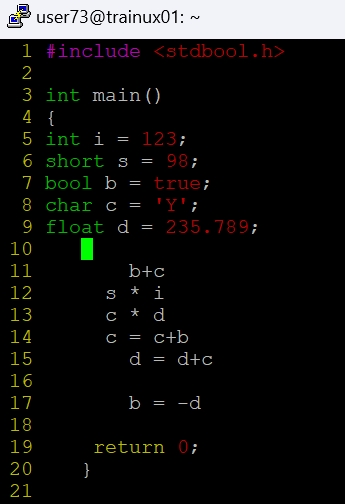 user73@trainux01: ~
1 #include <stdbool.h>
2
3 int main()
4 {
5 int i = 123;
6 short s = 98;
7 bool b = true;
8 char c = 'Y';
9 float d = 235.789;
10
11 b+c
12 s * i
13 c * d
14 c = c+b
15 d = d+c
16
17 b = -d
18
19 return 0;
20 }
21